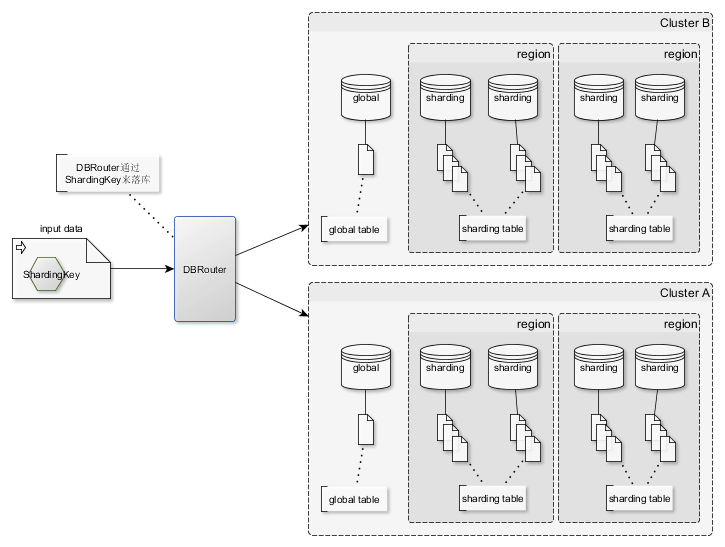 Cluster B
region
region
global
sharding
sharding
sharding
sharding
global table
sharding table
sharding table
DBRouter通过
ShardingKey来落库
input data
ShardingKey
DBRouter
Cluster A
region
region
global
sharding
sharding
sharding
sharding
global table
sharding table
sharding table